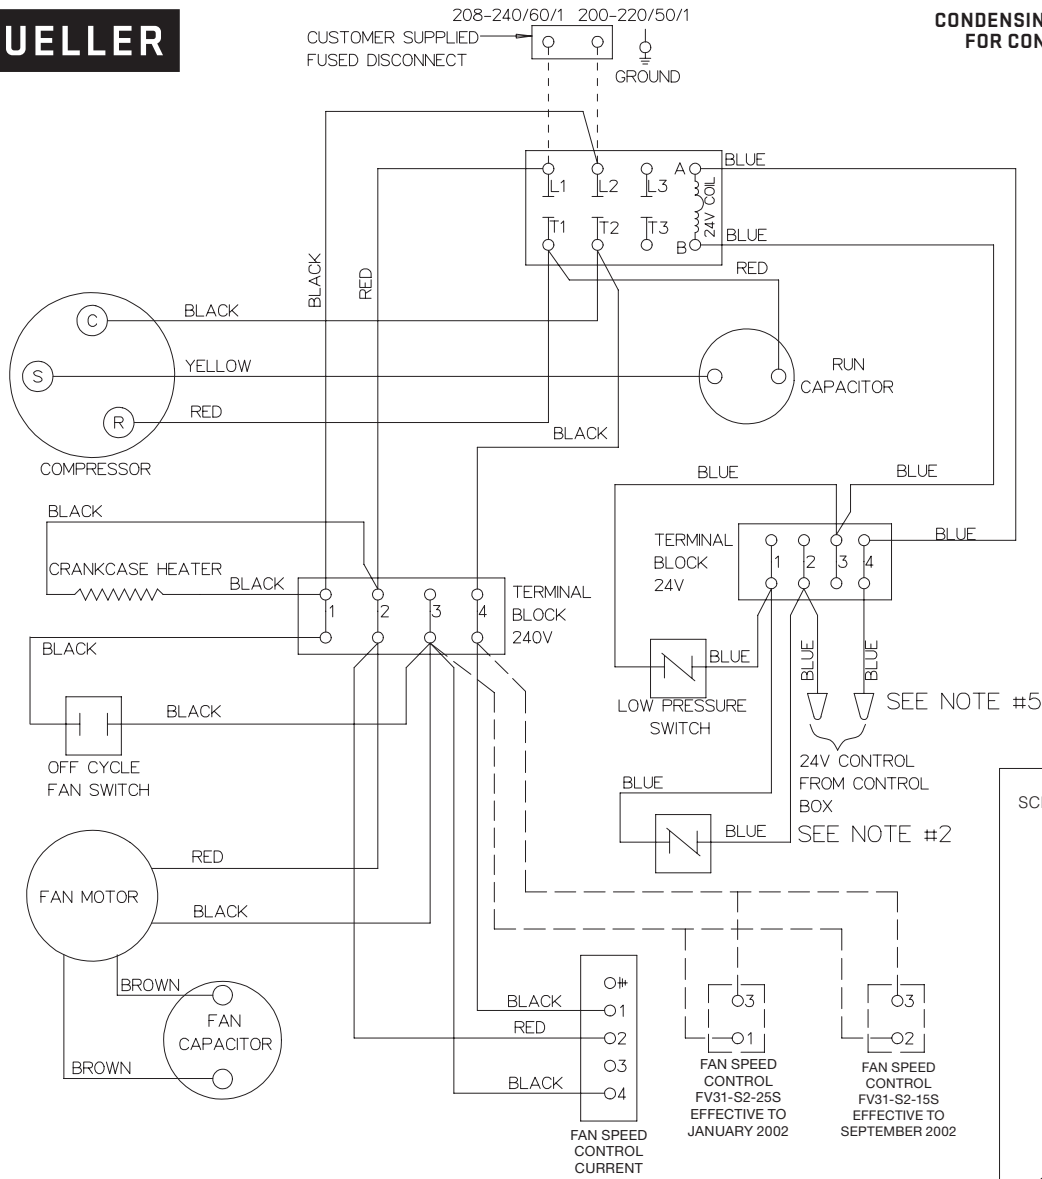 UELLER
CONDENSIN
FOR CON
208-240/60/1 200-220/50/1
CUSTOMER SUPPLIED
FUSED DISCONNECT
GROUND
L1
L2
L3
A
BLUE
24V COIL
T1
T2
T3
B
BLUE
RED
BLACK
RED
C
BLACK
S
YELLOW
R
RED
COMPRESSOR
RUN
CAPACITOR
BLACK
BLUE
BLUE
BLUE
TERMINAL
BLOCK
24V
1
2
3
4
BLACK
CRANKCASE HEATER
BLACK
1
2
3
4
TERMINAL
BLOCK
240V
BLACK
BLUE
BLUE
BLUE
LOW PRESSURE
SWITCH
SEE NOTE #5
BLACK
OFF CYCLE
FAN SWITCH
24V CONTROL
FROM CONTROL
BOX
BLUE
BLUE
SEE NOTE #2
SCH
FAN MOTOR
RED
BLACK
BROWN
BROWN
FAN
CAPACITOR
BLACK
RED
BLACK
1
2
3
4
FAN SPEED
CONTROL
CURRENT
3
1
FAN SPEED
CONTROL
FV31-S2-25S
EFFECTIVE TO
JANUARY 2002
3
2
FAN SPEED
CONTROL
FV31-S2-15S
EFFECTIVE TO
SEPTEMBER 2002